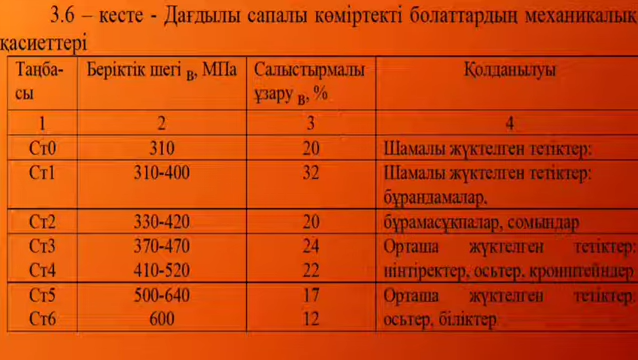 3.6 – кесте - Дағдылы сапалы көміртекті болаттардың механикалық
қасиеттері
Таңба- Беріктік шегі В, МПа Салыстырмалы Қолданылуы
сы ұзару В, %
1 2 3 4
Ст0 310 20 Шамалы жүктелген тетіктер:
Ст1 310-400 32 Шамалы жүктелген тетіктер:
бұрандамалар,
Ст2 330-420 20 бұрамасұқпалар, сомындар
Ст3 370-470 24 Орташа жүктелген тетіктер:
Ст4 410-520 22 иінтіректер, осьтер, кронштейндер
Ст5 500-640 17 Орташа жүктелген тетіктер:
Ст6 600 12 осьтер, біліктер